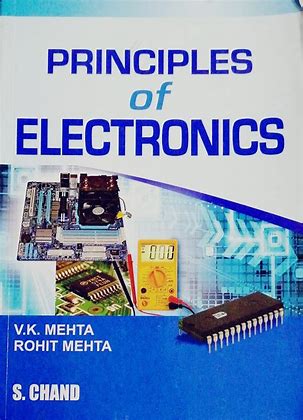 PRINCIPLES
of
ELECTRONICS
V.K. MEHTA
ROHIT MEHTA
S. CHAND